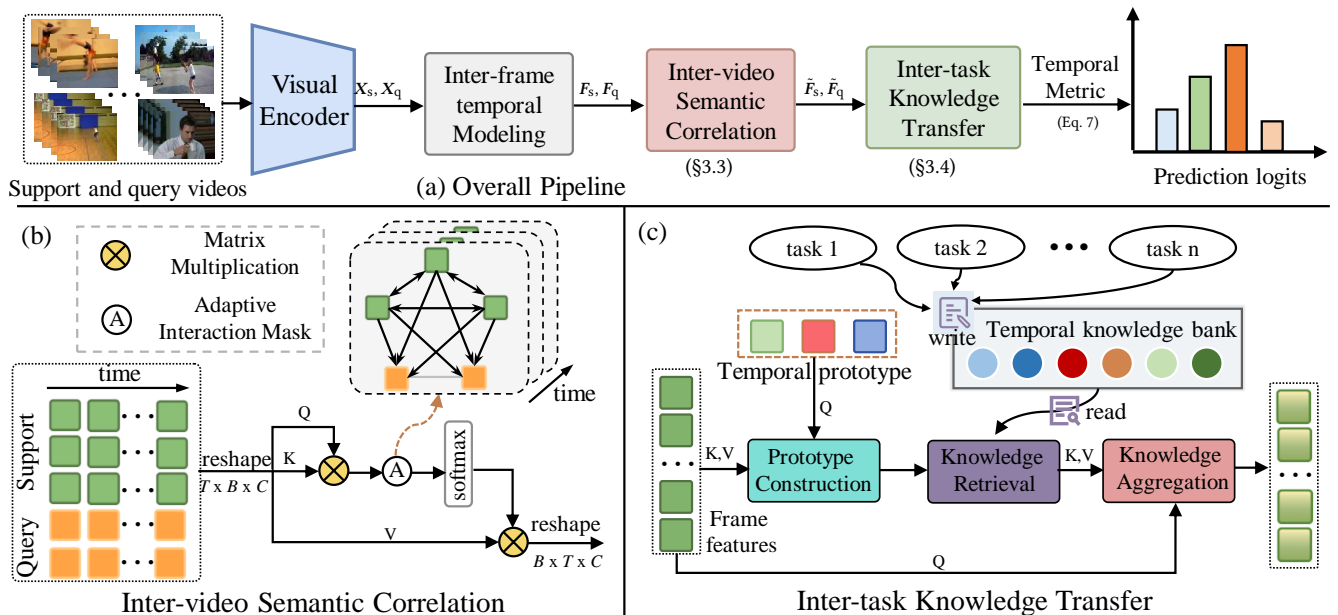 Visual
Encoder
X_s, X_q
Inter-frame
temporal
Modeling
F_s, F_q
Inter-video
Semantic
Correlation
(§3.3)
F̃_s, F̃_q
Inter-task
Knowledge
Transfer
(§3.4)
Temporal
Metric
(Eq. 7)
Prediction logits
Support and query videos
(a) Overall Pipeline
(b)
Matrix
Multiplication
A
Adaptive
Interaction Mask
time
time
Support
Query
reshape
T x B x C
Q
K
V
A
softmax
reshape
B x T x C
Inter-video Semantic Correlation
(c)
task 1
task 2
task n
write
Temporal knowledge bank
Temporal prototype
read
Q
K,V
Prototype
Construction
Knowledge
Retrieval
K,V
Knowledge
Aggregation
Frame
features
Q
Inter-task Knowledge Transfer